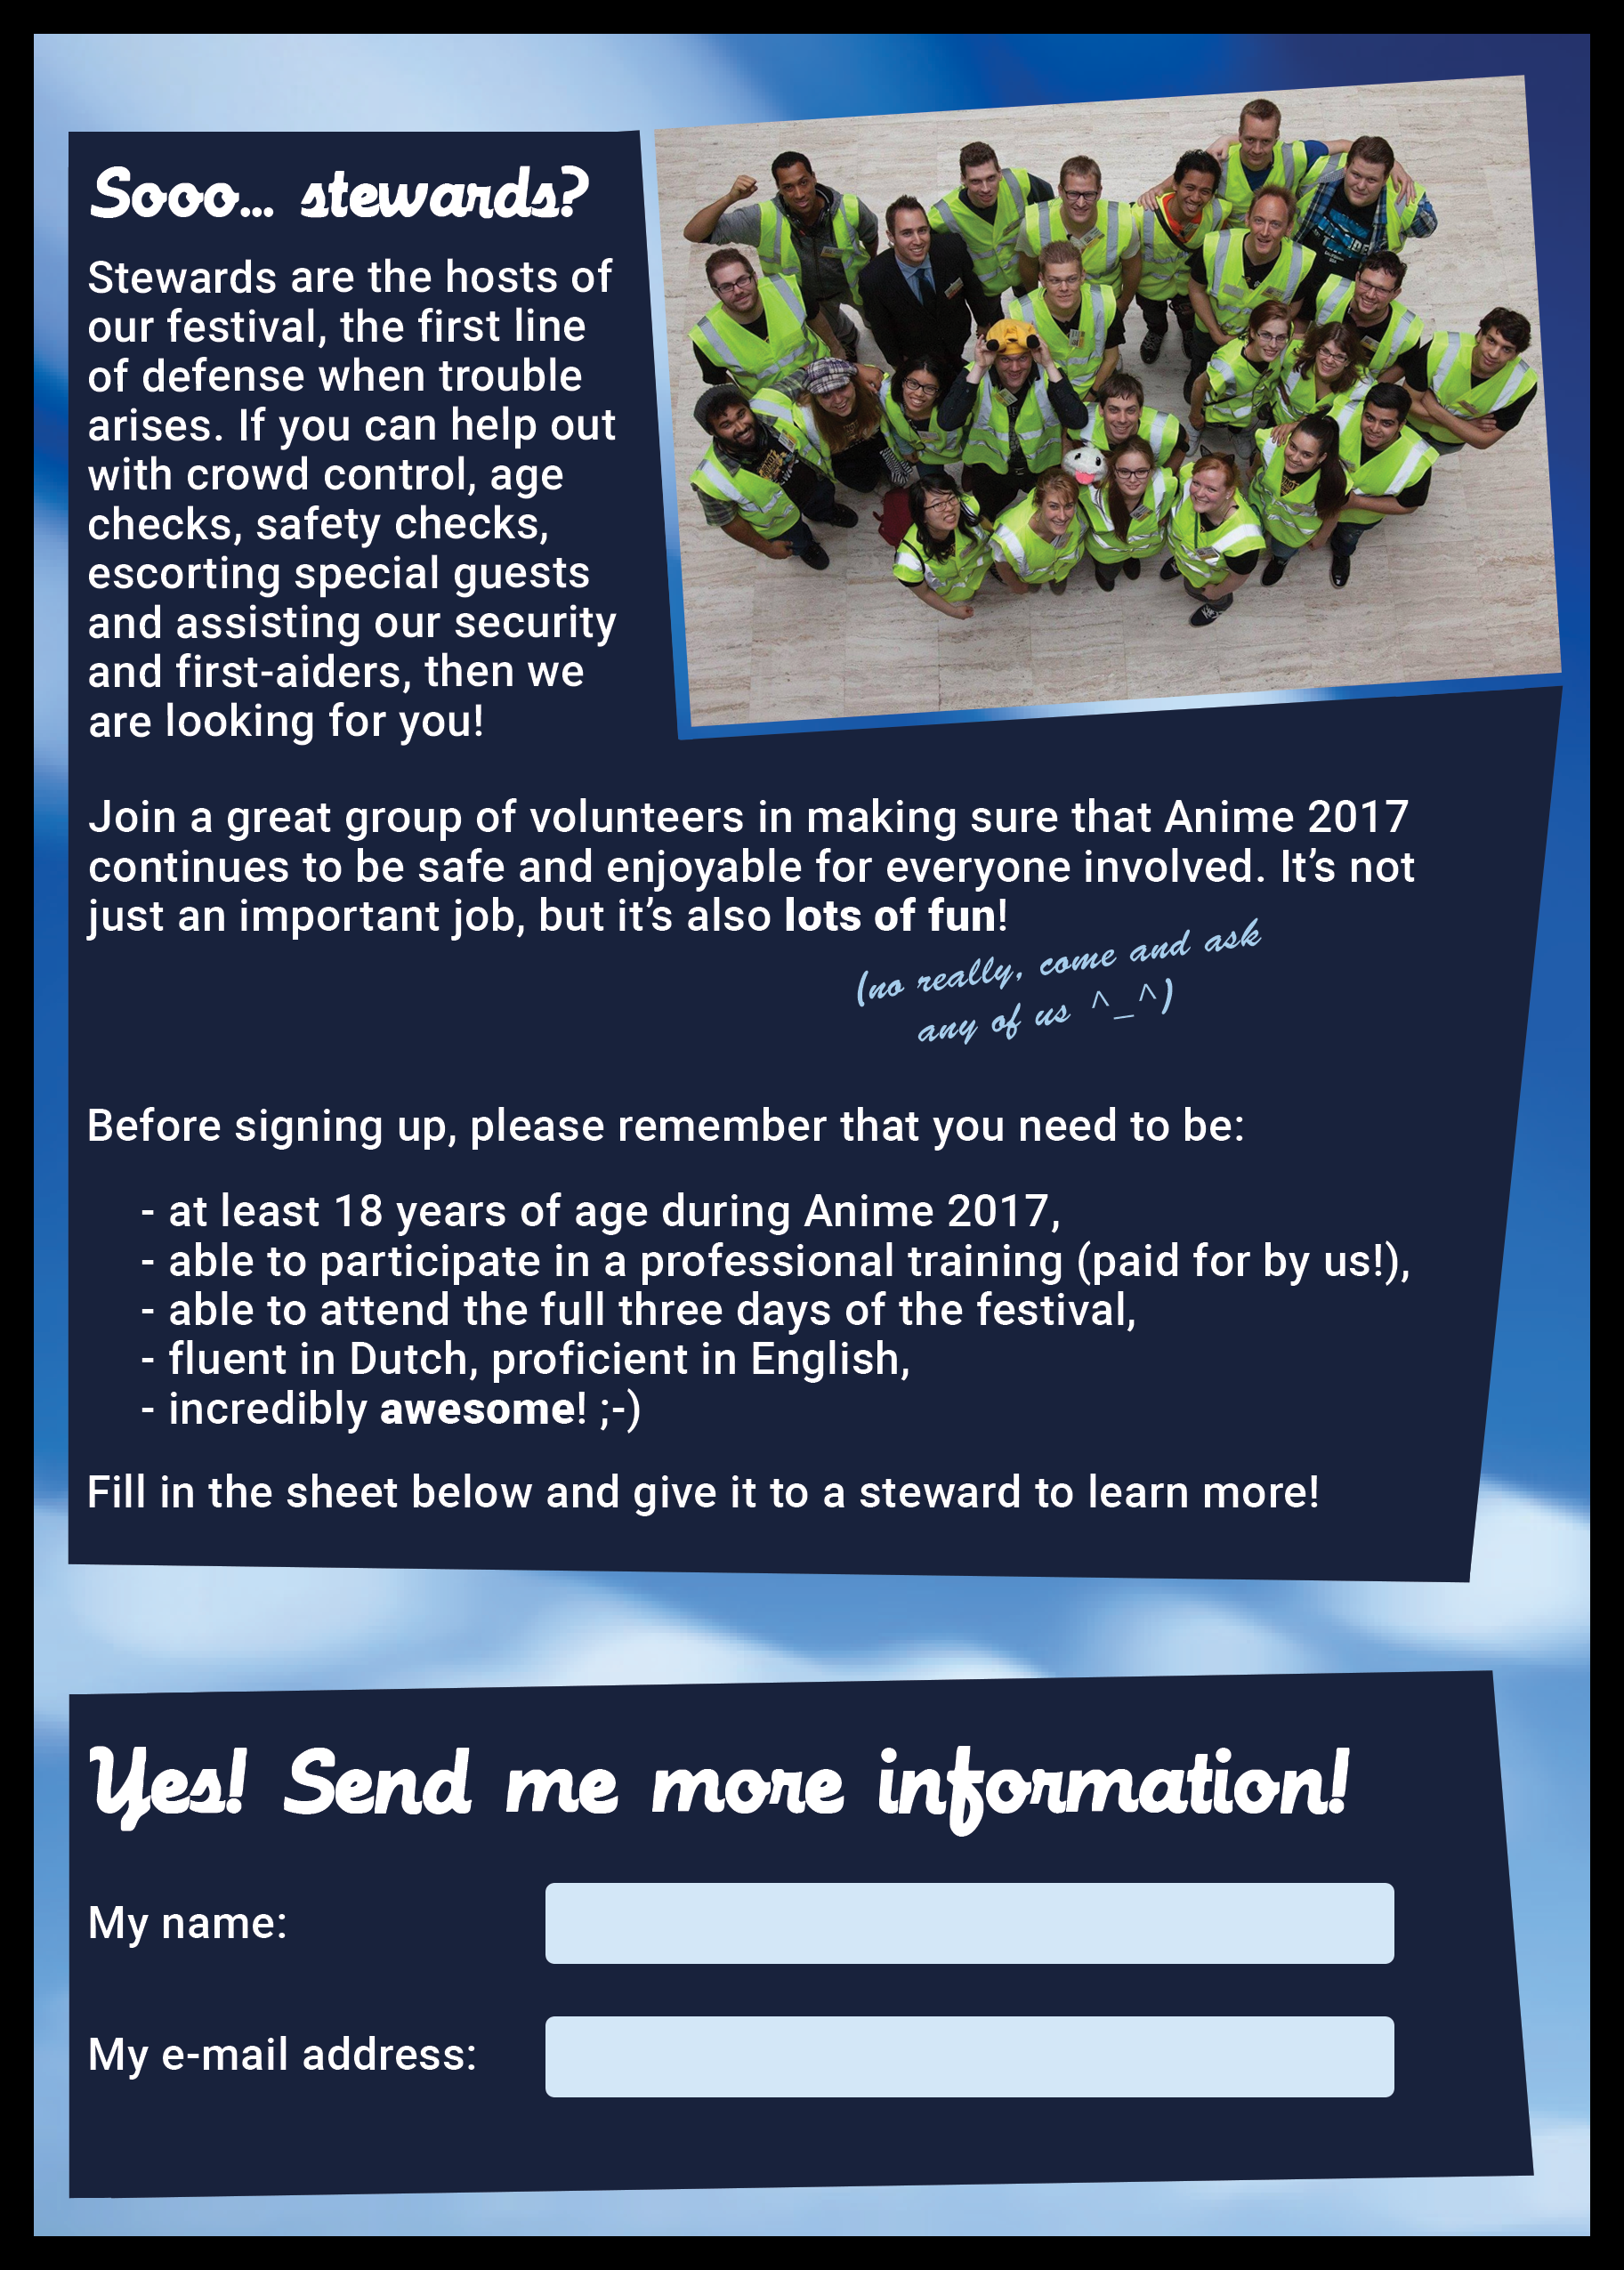 Sooo... stewards?
Stewards are the hosts of
our festival, the first line
of defense when trouble
arises. If you can help out
with crowd control, age
checks, safety checks,
escorting special guests
and assisting our security
and first-aiders, then we
are looking for you!
Join a great group of volunteers in making sure that Anime 2017
continues to be safe and enjoyable for everyone involved. It’s not
just an important job, but it’s also lots of fun!
(no really, come and ask
any of us ^_^)
Before signing up, please remember that you need to be:
- at least 18 years of age during Anime 2017,
- able to participate in a professional training (paid for by us!),
- able to attend the full three days of the festival,
- fluent in Dutch, proficient in English,
- incredibly awesome! ;-)
Fill in the sheet below and give it to a steward to learn more!
Yes! Send me more information!
My name:
My e-mail address: